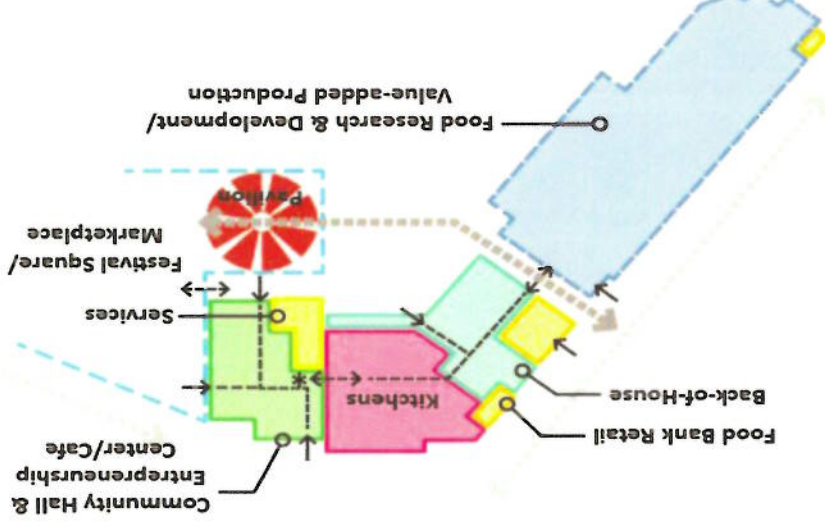 Community Hall &
Entrepreneurship
Center/Cafe
Food Bank Retail
Back-of-House
Kitchens
Services
Festival Square/
Marketplace
Pavilion
Food Research & Development/
Value-added Production